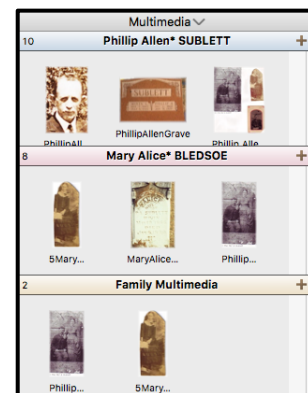 Multimedia
10 Phillip Allen* SUBLETT +
SUBLETT
PhillipAll... PhillipAllenGrave Phillip Alle...
8 Mary Alice* BLEDSOE +
5Mary... MaryAlice... Phillip...
2 Family Multimedia +
Phillip... 5Mary...